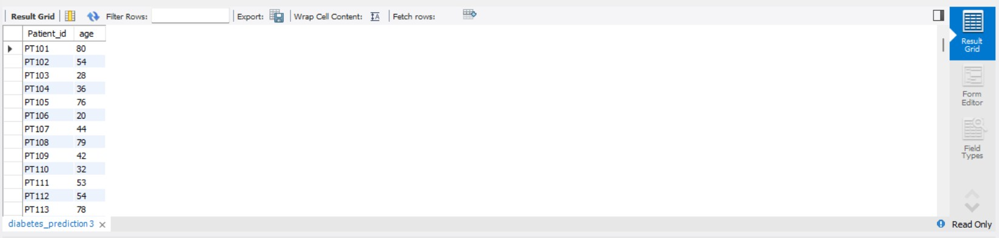 Result Grid Filter Rows: Export: Wrap Cell Content: IA Fetch rows:
Patient_id age
PT101 80
PT102 54
PT103 28
PT104 36
PT105 76
PT106 20
PT107 44
PT108 79
PT109 42
PT110 32
PT111 53
PT112 54
PT113 78
Result
Grid
Form
Editor
Field
Types
diabetes_prediction 3 ×
Read Only